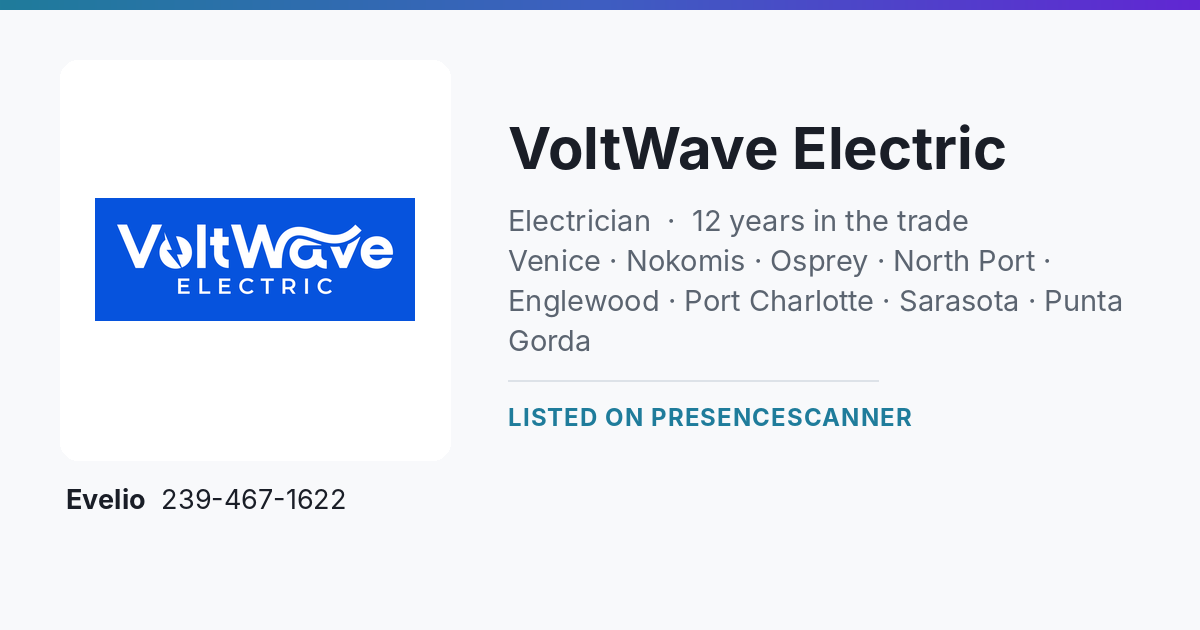 VoltWave
ELECTRIC
VoltWave Electric
Electrician · 12 years in the trade
Venice · Nokomis · Osprey · North Port ·
Englewood · Port Charlotte · Sarasota · Punta
Gorda
LISTED ON PRESENCESCANNER
Evelio 239-467-1622